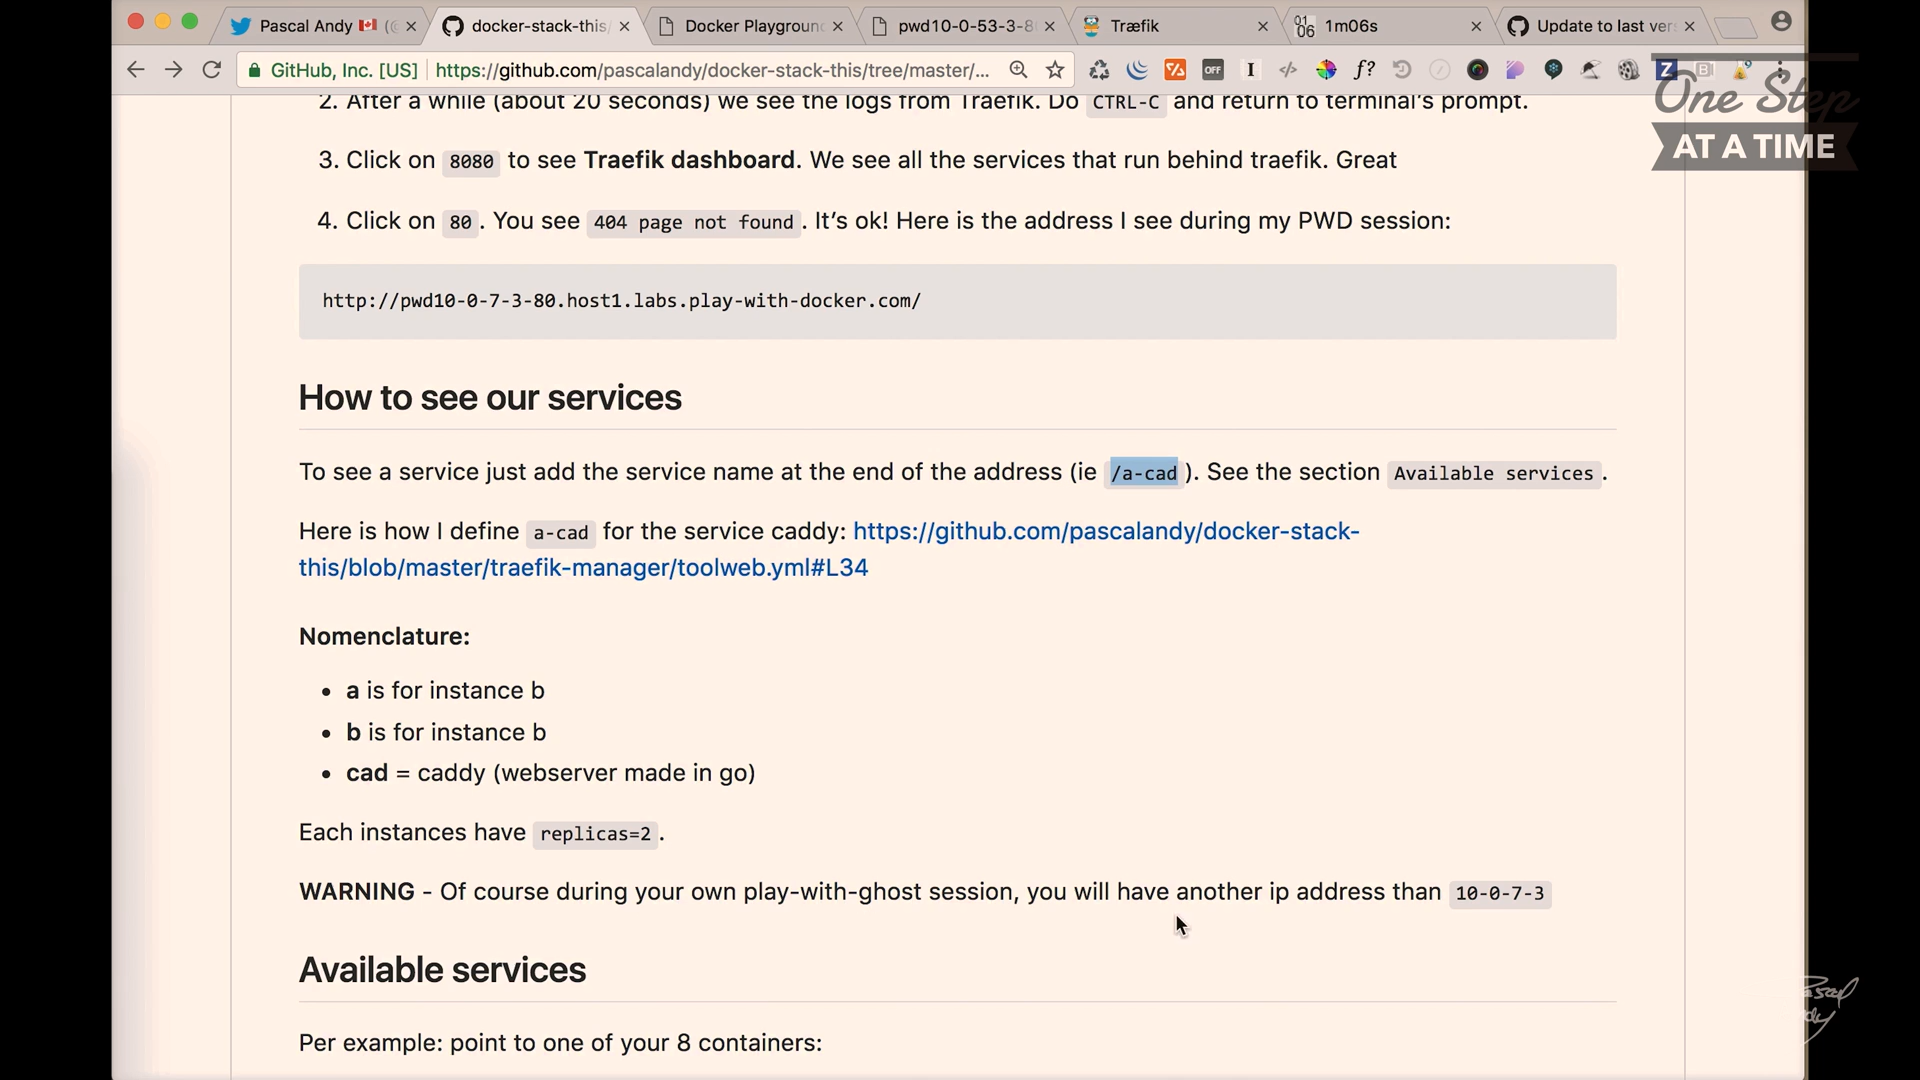 Pascal Andy
docker-stack-this/
Docker Playground
pwd10-0-53-3-8
Træfik
01
06
1m06s
Update to last ver
GitHub, Inc. [US]
https://github.com/pascalandy/docker-stack-this/tree/master/...
OFF
I
</>
f?
Z
B
One Step
AT A TIME
2. After a while (about 20 seconds) we see the logs from Traefik. Do CTRL-C and return to terminal's prompt.
3. Click on 8080 to see Traefik dashboard. We see all the services that run behind traefik. Great
4. Click on 80. You see 404 page not found. It’s ok! Here is the address I see during my PWD session:
http://pwd10-0-7-3-80.host1.labs.play-with-docker.com/
How to see our services
To see a service just add the service name at the end of the address (ie /a-cad). See the section Available services.
Here is how I define a-cad for the service caddy: https://github.com/pascalandy/docker-stack-
this/blob/master/traefik-manager/toolweb.yml#L34
Nomenclature:
• a is for instance b
• b is for instance b
• cad = caddy (webserver made in go)
Each instances have replicas=2.
WARNING - Of course during your own play-with-ghost session, you will have another ip address than 10-0-7-3
Available services
Per example: point to one of your 8 containers: